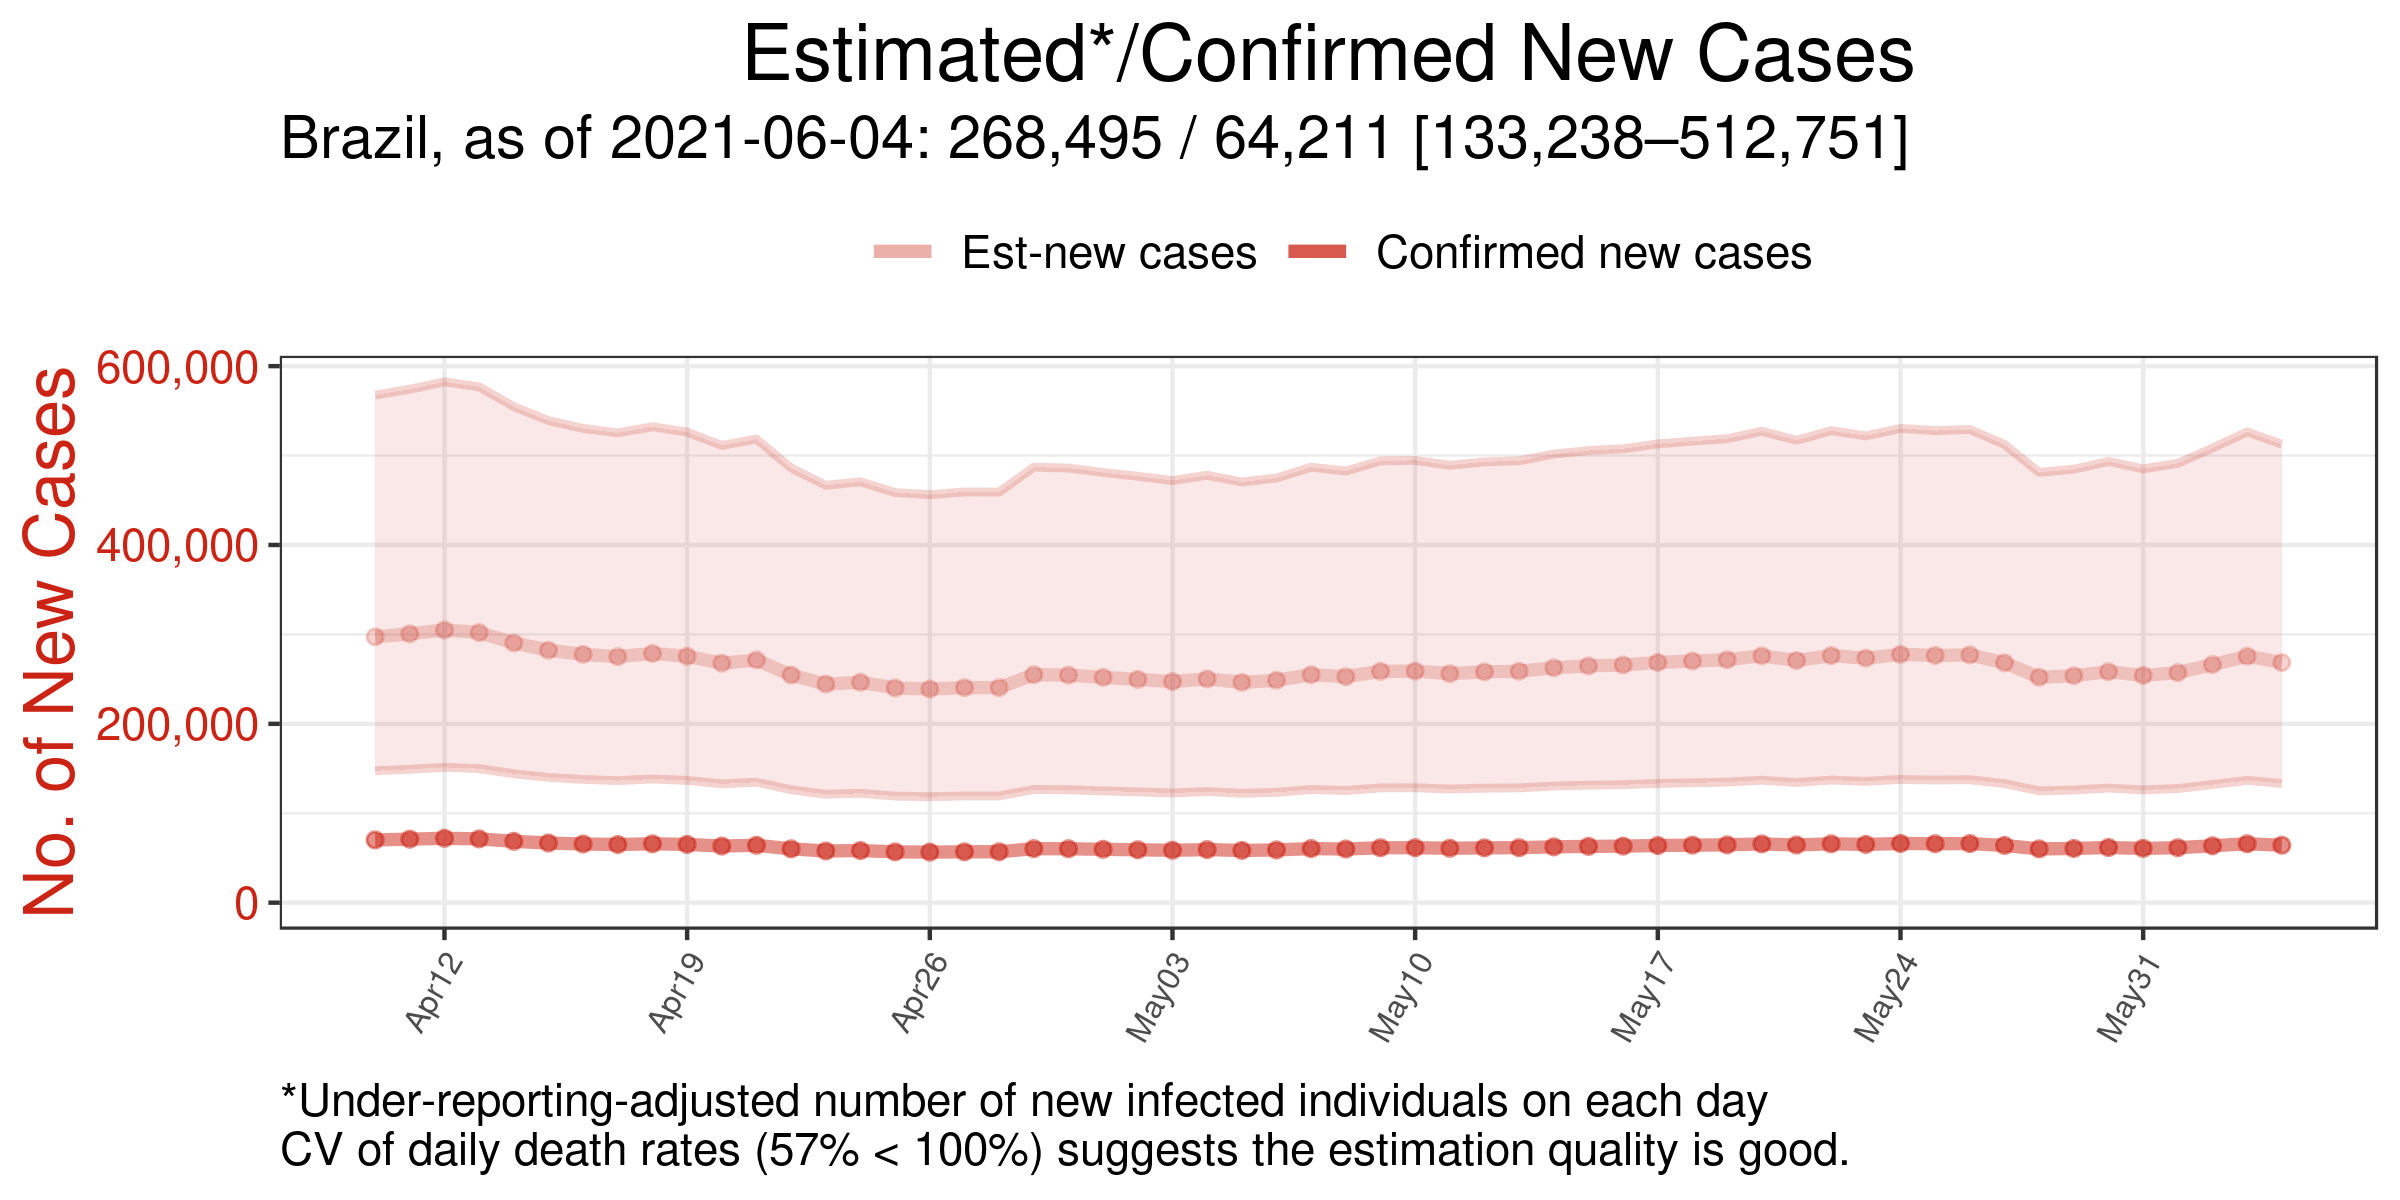 Estimated*/Confirmed New Cases
Brazil, as of 2021-06-04: 268,495 / 64,211 [133,238–512,751]
Est-new cases
Confirmed new cases
No. of New Cases
600,000
400,000
200,000
0
Apr12
Apr19
Apr26
May03
May10
May17
May24
May31
*Under-reporting-adjusted number of new infected individuals on each day
CV of daily death rates (57% < 100%) suggests the estimation quality is good.